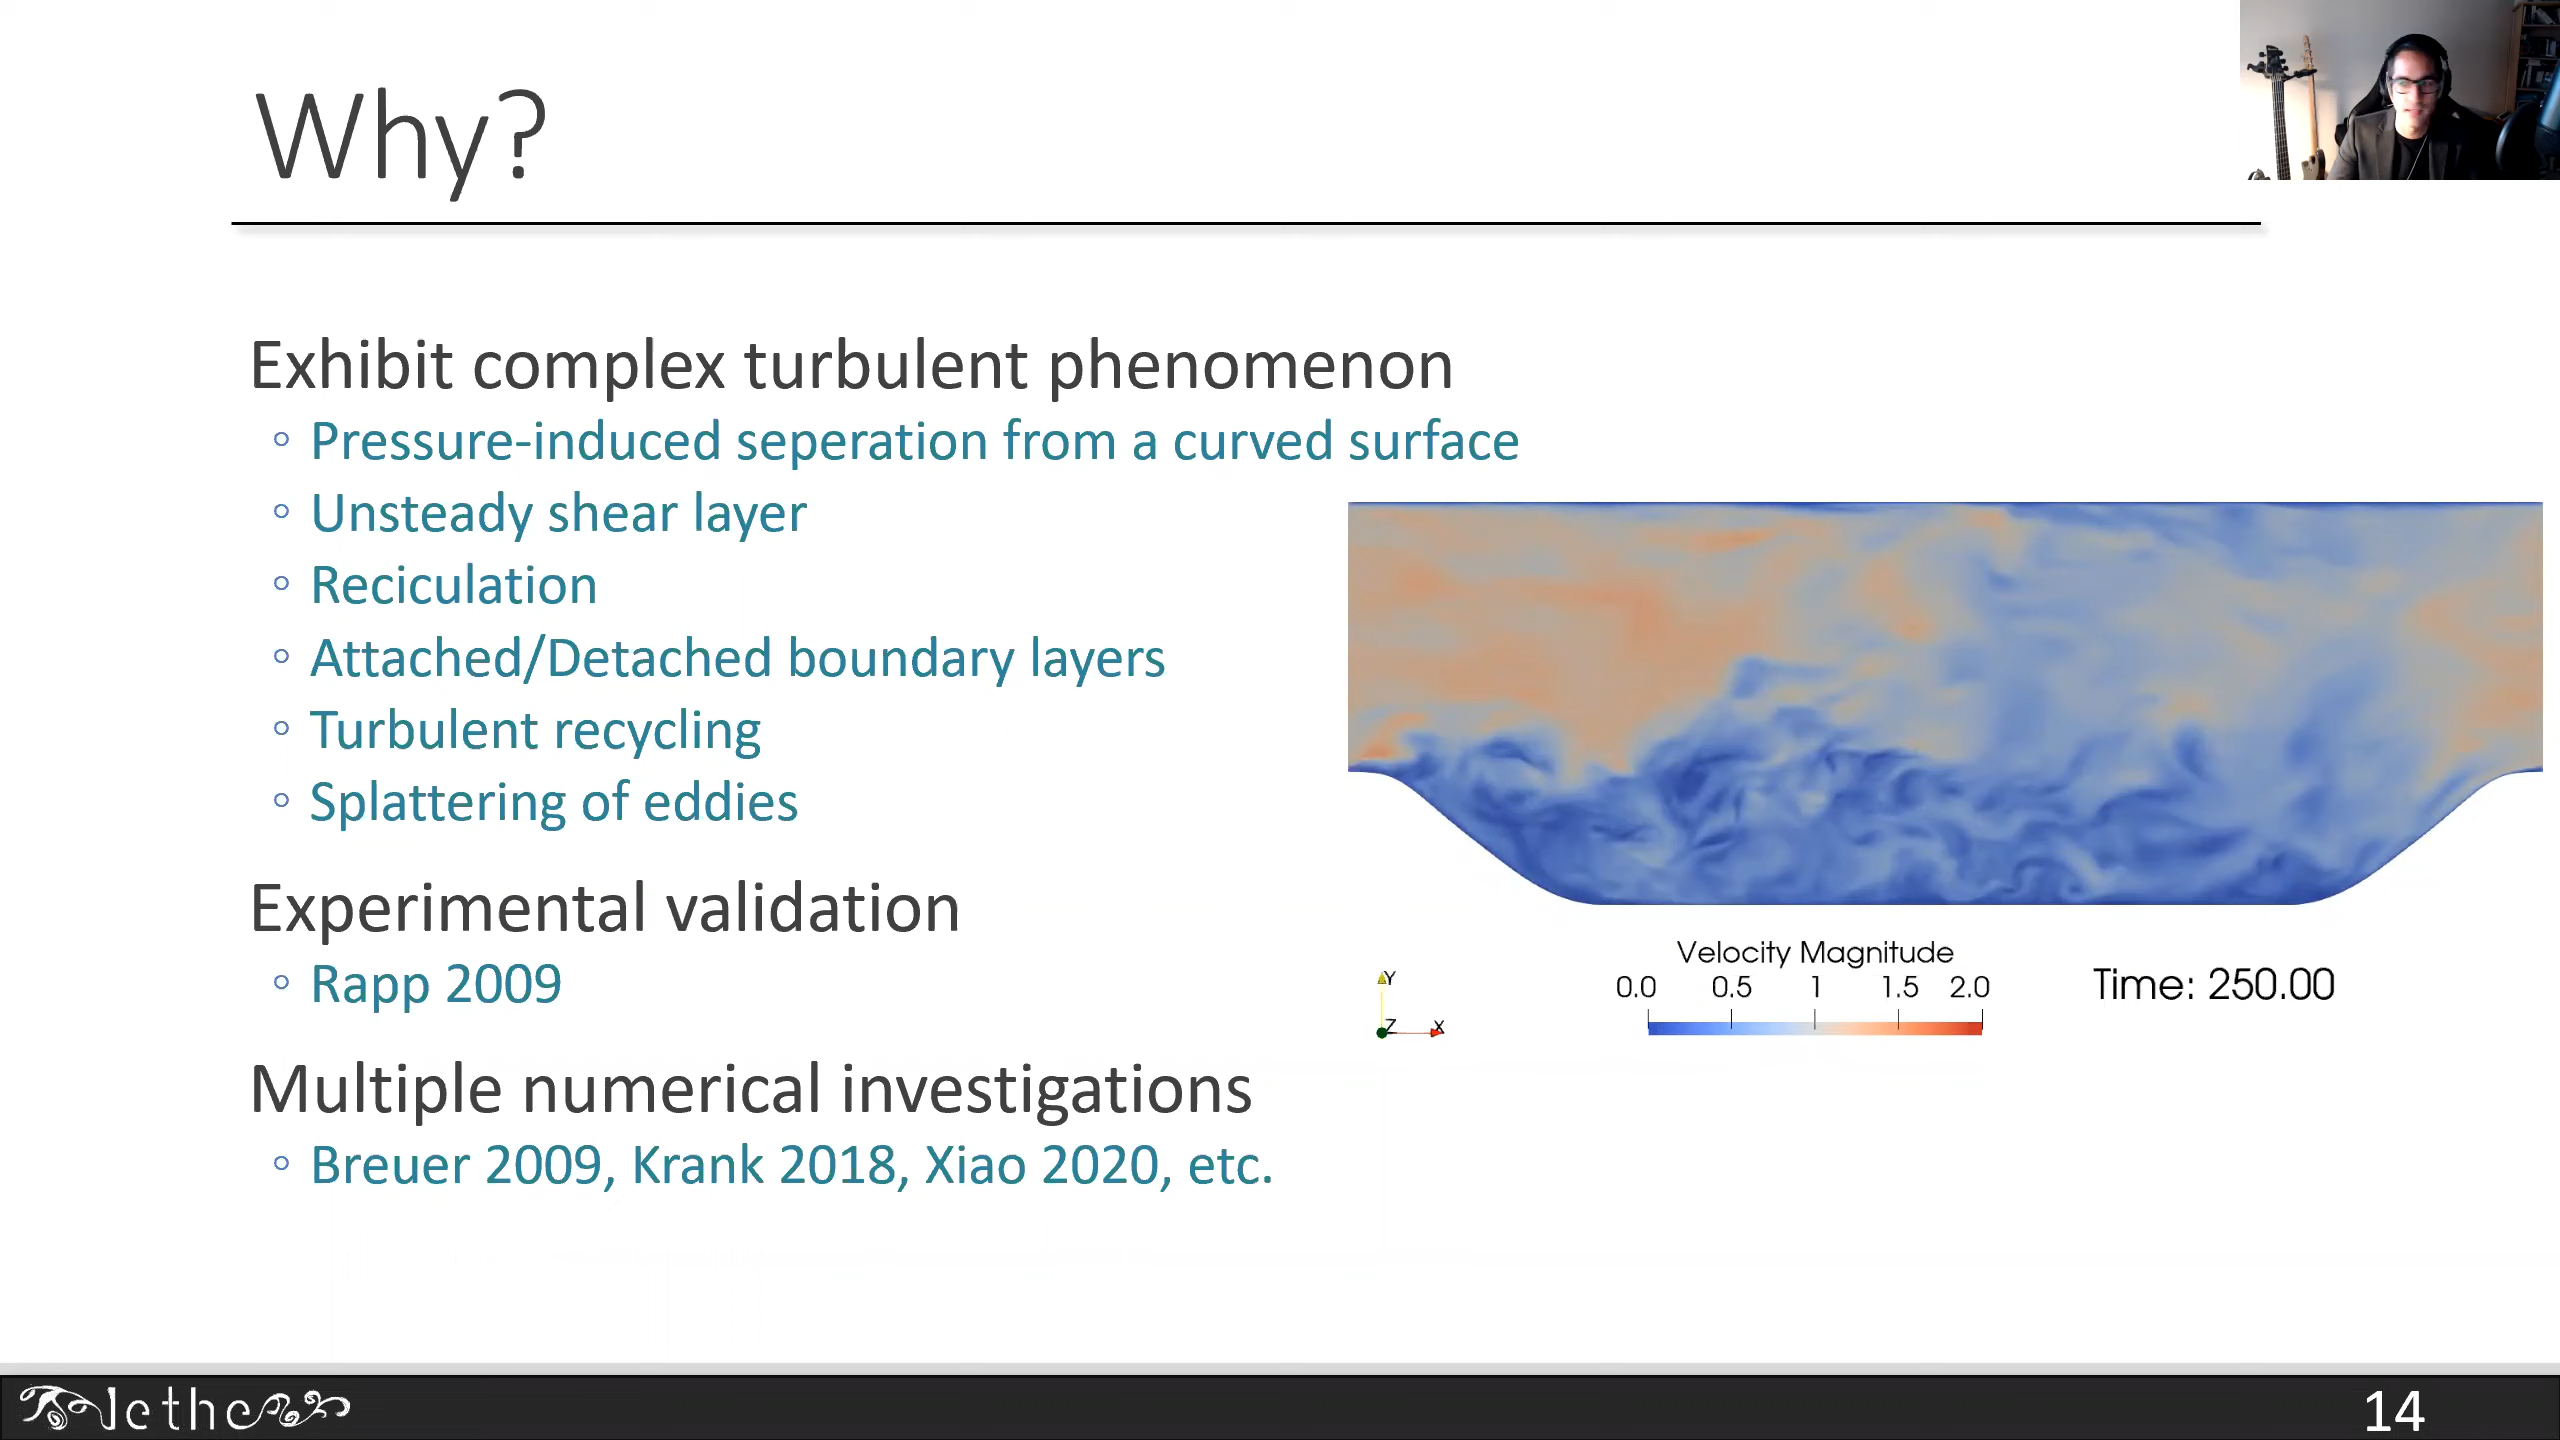 Why?
Exhibit complex turbulent phenomenon
◦ Pressure-induced seperation from a curved surface
◦ Unsteady shear layer
◦ Reciculation
◦ Attached/Detached boundary layers
◦ Turbulent recycling
◦ Splattering of eddies
Experimental validation
◦ Rapp 2009
Multiple numerical investigations
◦ Breuer 2009, Krank 2018, Xiao 2020, etc.
Y
Z X
Velocity Magnitude
0.0 0.5 1 1.5 2.0
Time: 250.00
lethe
14